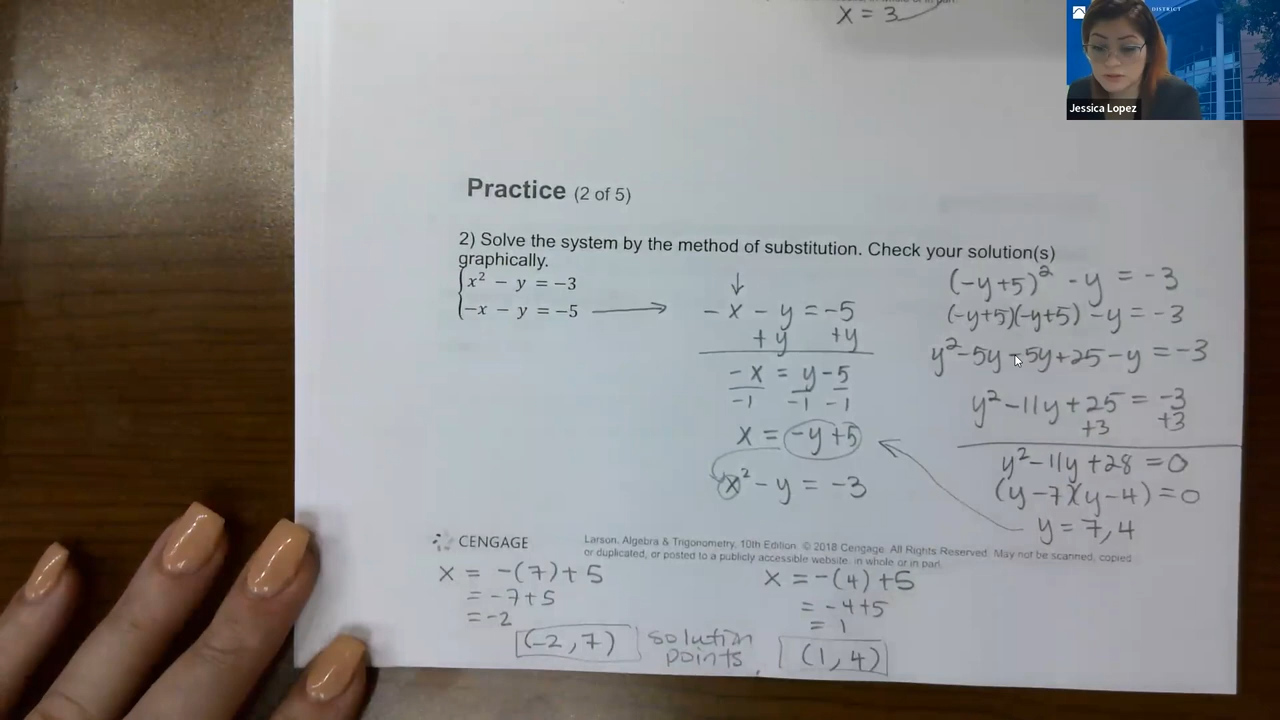 x = 3
DISTRICT
Jessica Lopez
Practice (2 of 5)
2) Solve the system by the method of substitution. Check your solution(s)
graphically.
x² - y = -3
-x - y = -5
- x - y = -5
+y +y
-x = y - 5
-1 -1 -1
x = -y+5
x² - y = -3
(-y+5)² - y = -3
(-y+5)(-y+5) - y = -3
y² - 5y - 5y + 25 - y = -3
y² - 11y + 25 = -3
+3 +3
y² - 11y + 28 = 0
(y - 7)(y - 4) = 0
y = 7, 4
CENGAGE
Larson, Algebra & Trigonometry, 10th Edition. © 2018 Cengage. All Rights Reserved. May not be scanned, copied
or duplicated, or posted to a publicly accessible website, in whole or in part.
x = -(7) + 5
= -7+5
= -2
(-2, 7)
solution
points
x = -(4) + 5
= -4+5
= 1
(1, 4)